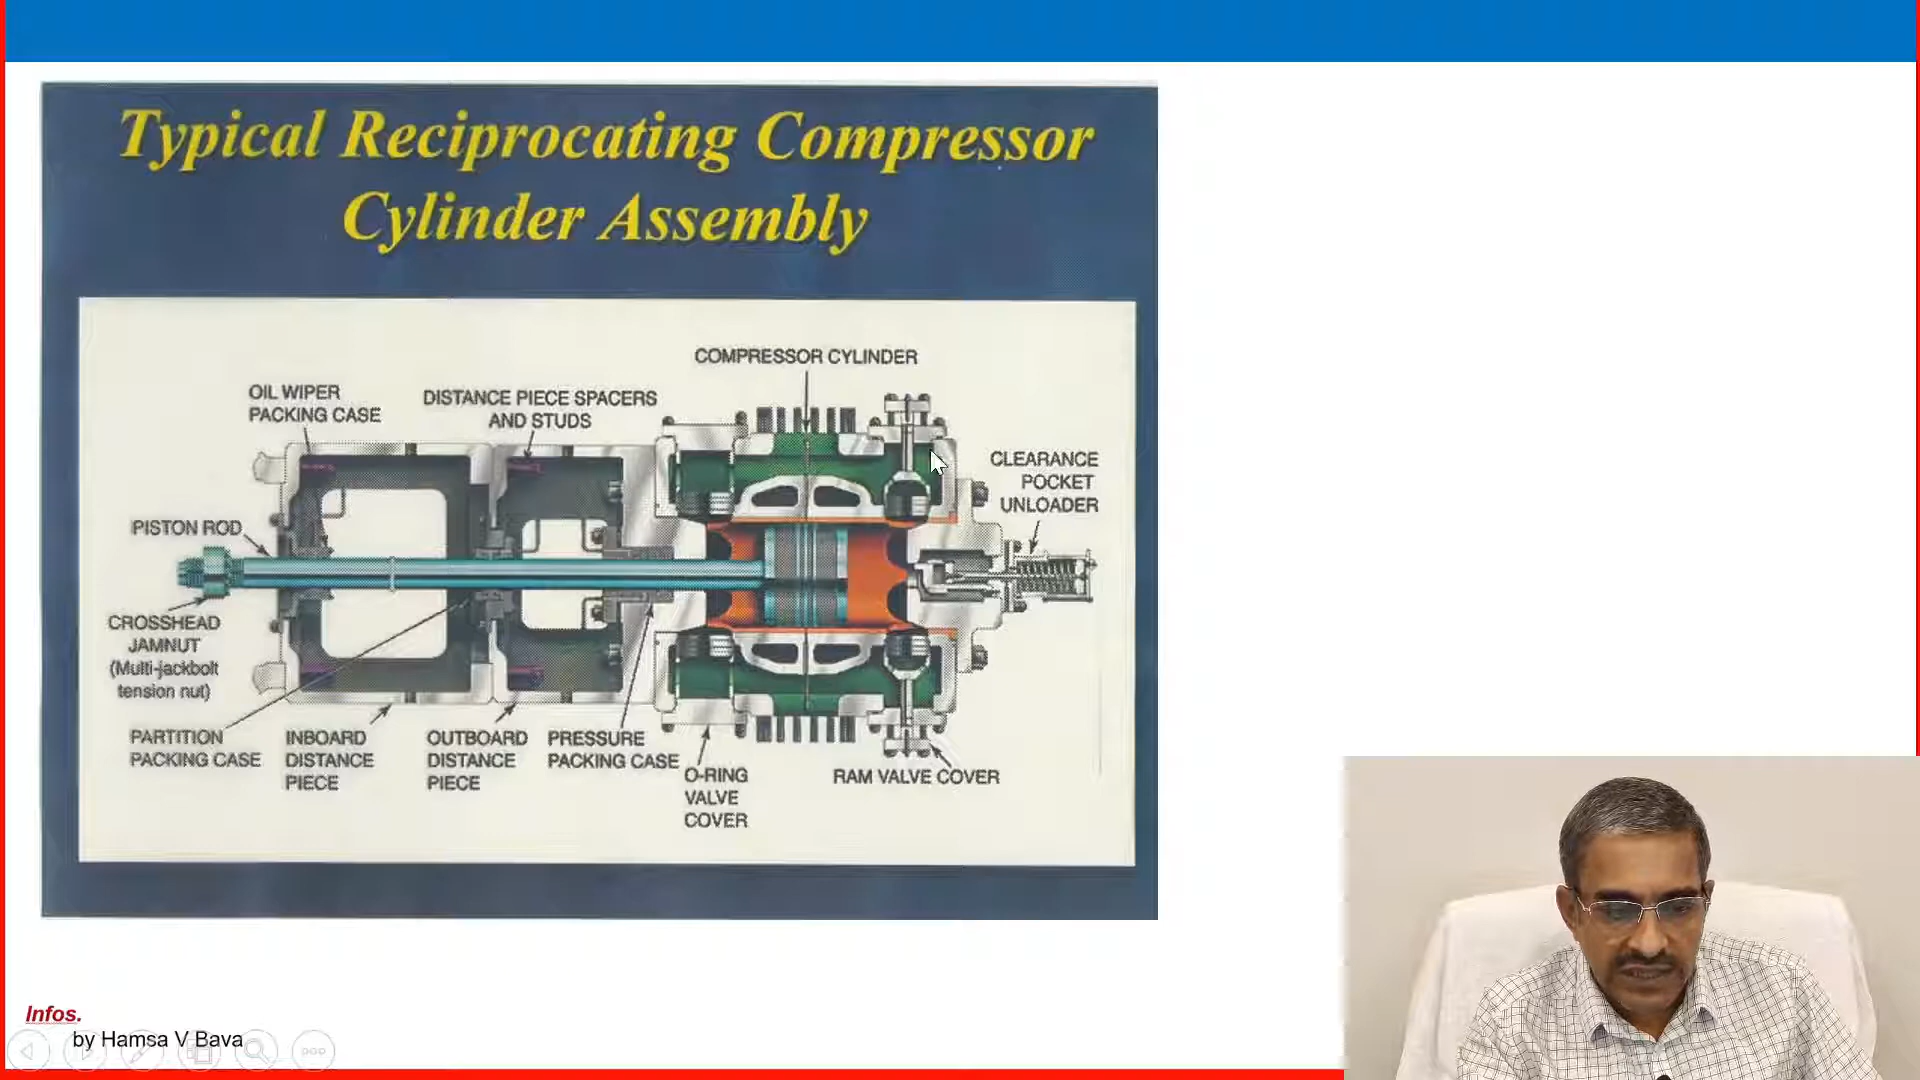 Typical Reciprocating Compressor
Cylinder Assembly
COMPRESSOR CYLINDER
OIL WIPER
PACKING CASE
DISTANCE PIECE SPACERS
AND STUDS
CLEARANCE
POCKET
UNLOADER
PISTON ROD
CROSSHEAD
JAMNUT
(Multi-jackbolt
tension nut)
PARTITION
PACKING CASE
INBOARD
DISTANCE
PIECE
OUTBOARD
DISTANCE
PIECE
PRESSURE
PACKING CASE
O-RING
VALVE
COVER
RAM VALVE COVER
Infos.
by Hamsa V Bava